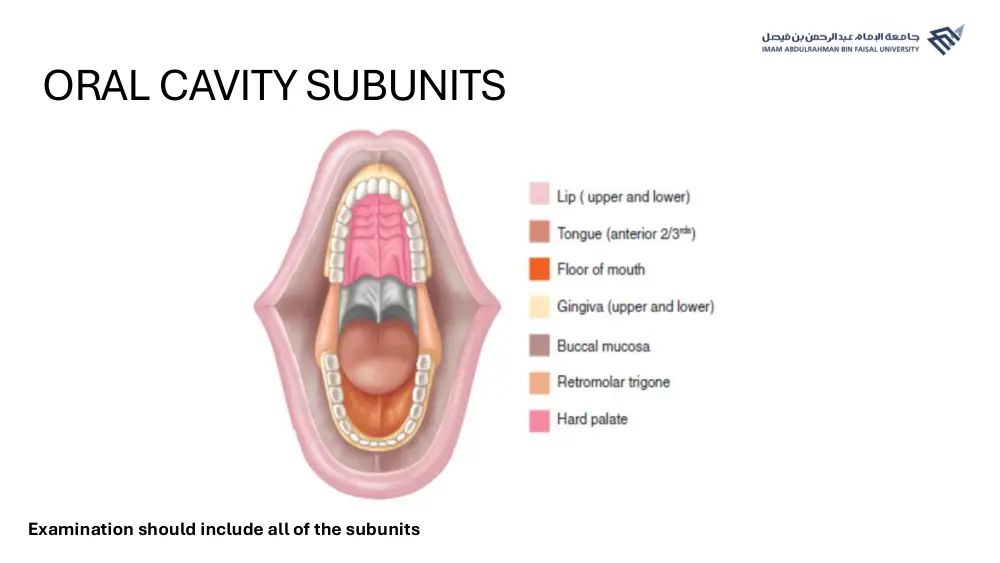 جامعة الإمام عبدالرحمن بن فيصل
IMAM ABDULRAHMAN BIN FAISAL UNIVERSITY
ORAL CAVITY SUBUNITS
Lip ( upper and lower)
Tongue (anterior 2/3rds)
Floor of mouth
Gingiva (upper and lower)
Buccal mucosa
Retromolar trigone
Hard palate
Examination should include all of the subunits